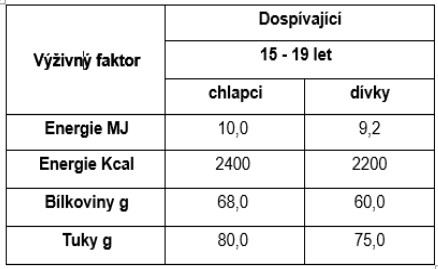 Výživný faktor
Dospívající
15 - 19 let
chlapci
dívky
Energie MJ 10,0 9,2
Energie Kcal 2400 2200
Bílkoviny g 68,0 60,0
Tuky g 80,0 75,0